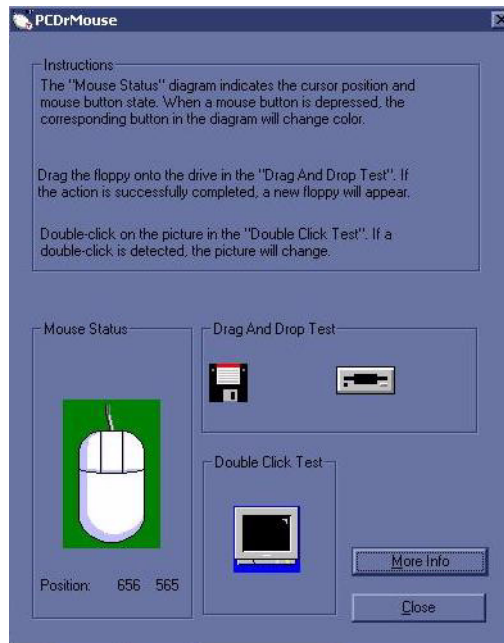 PCDrMouse
Instructions
The "Mouse Status" diagram indicates the cursor position and
mouse button state. When a mouse button is depressed, the
corresponding button in the diagram will change color.
Drag the floppy onto the drive in the "Drag And Drop Test". If
the action is successfully completed, a new floppy will appear.
Double-click on the picture in the "Double Click Test". If a
double-click is detected, the picture will change.
Mouse Status
Drag And Drop Test
Double Click Test
Position: 656 565
More Info
Close